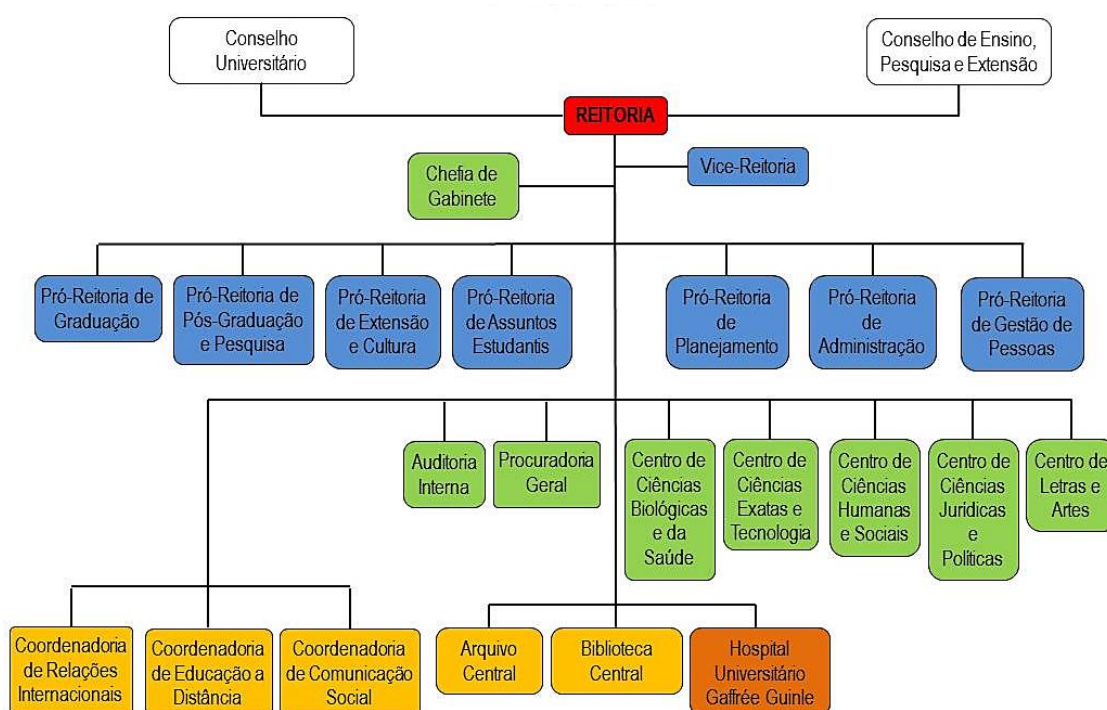 Conselho
Universitário
Conselho de Ensino,
Pesquisa e Extensão
REITORIA
Vice-Reitoria
Chefia de
Gabinete
Pró-Reitoria de
Graduação
Pró-Reitoria de
Pós-Graduação
e Pesquisa
Pró-Reitoria
de Extensão
e Cultura
Pró-Reitoria
de Assuntos
Estudantis
Pró-Reitoria
de
Planejamento
Pró-Reitoria
de
Administração
Pró-Reitoria
de Gestão de
Pessoas
Auditoria
Interna
Procuradoria
Geral
Centro de
Ciências
Biológicas
e da
Saúde
Centro de
Ciências
Exatas e
Tecnologia
Centro de
Ciências
Humanas
e Sociais
Centro de
Ciências
Jurídicas
e
Políticas
Centro de
Letras e
Artes
Coordenadoria
de Relações
Internacionais
Coordenadoria
de Educação a
Distância
Coordenadoria
de Comunicação
Social
Arquivo
Central
Biblioteca
Central
Hospital
Universitário
Gaffrée Guinle